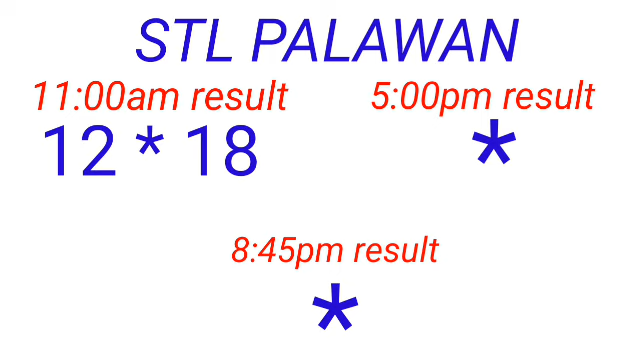 STL PALAWAN
11:00am result
12 * 18
5:00pm result
*
8:45pm result
*